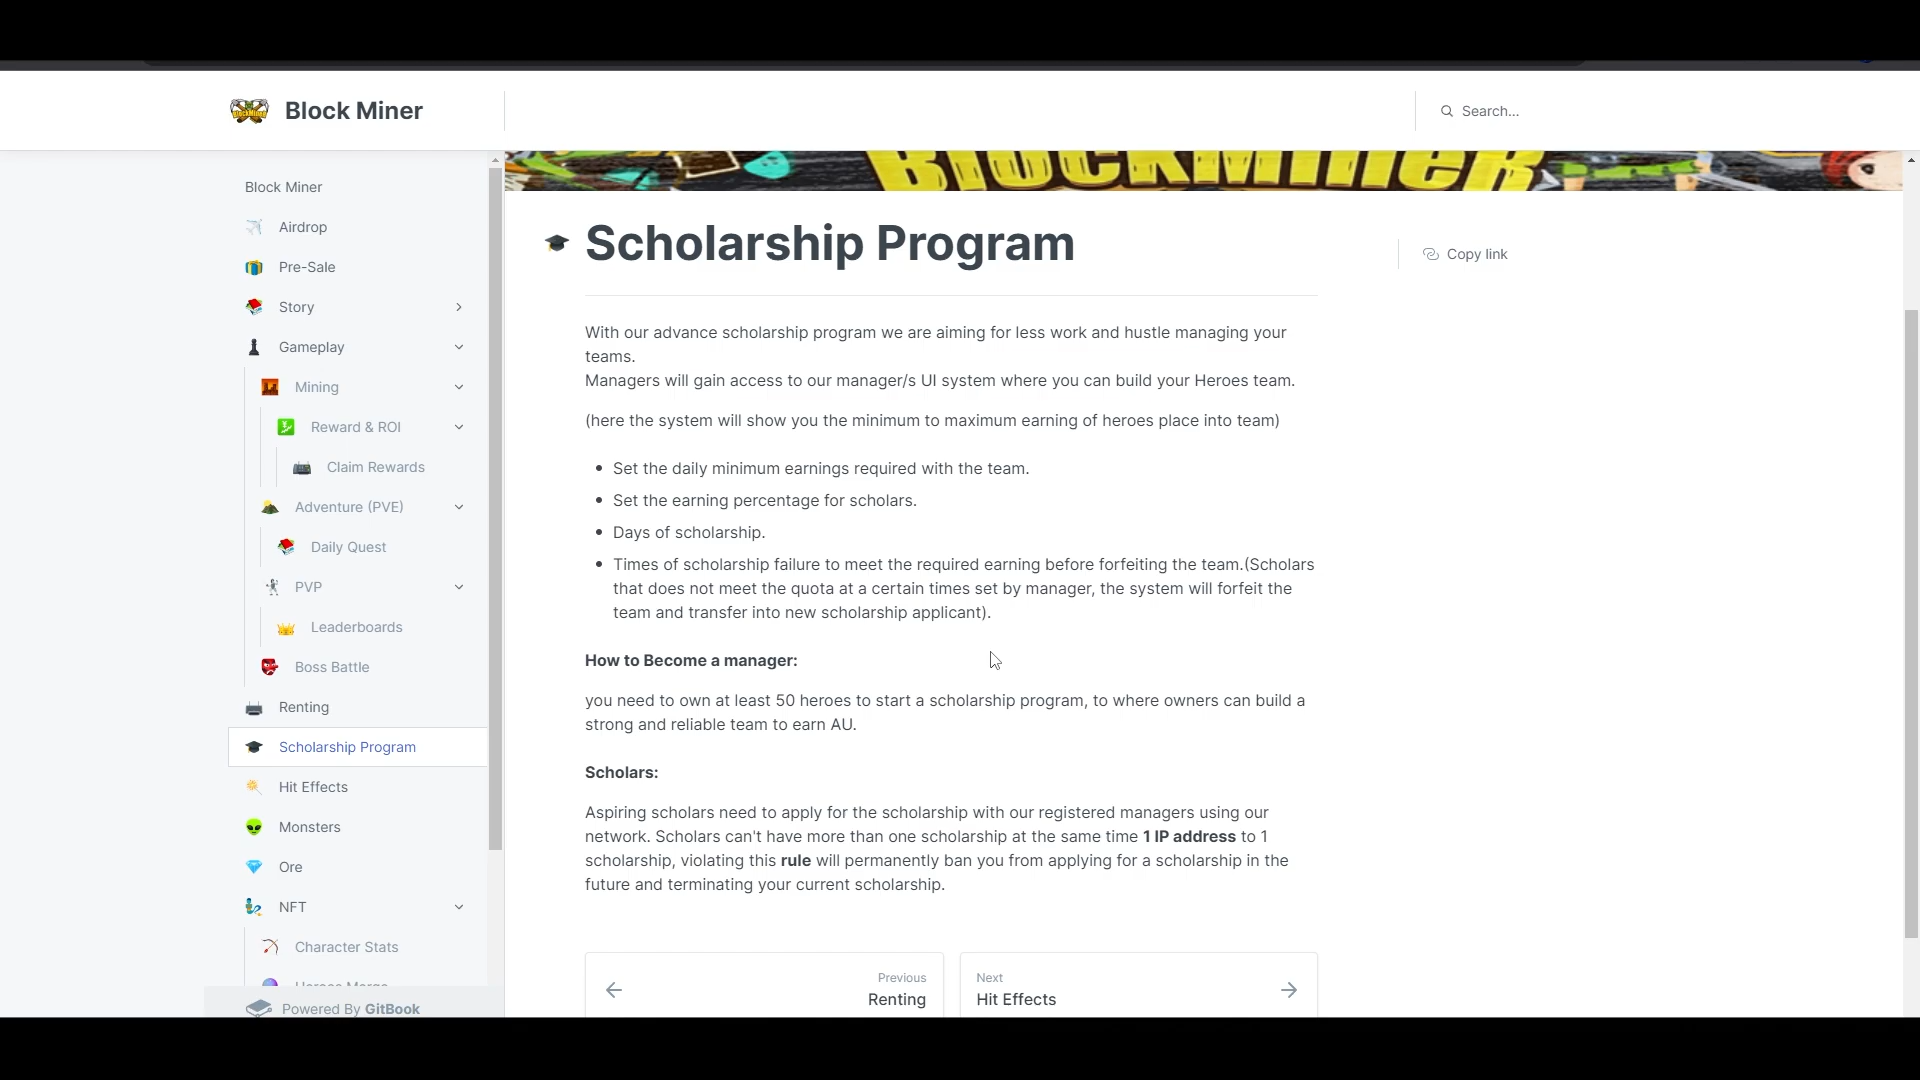 Block Miner
Search...
BLOCKMINER
Block Miner
Airdrop
Pre-Sale
Story
Gameplay
Mining
Reward & ROI
Claim Rewards
Adventure (PVE)
Daily Quest
PVP
Leaderboards
Boss Battle
Renting
Scholarship Program
Hit Effects
Monsters
Ore
NFT
Character Stats
Heroes Merge
Powered By GitBook
Scholarship Program
Copy link
With our advance scholarship program we are aiming for less work and hustle managing your
teams.
Managers will gain access to our manager/s UI system where you can build your Heroes team.
(here the system will show you the minimum to maximum earning of heroes place into team)
• Set the daily minimum earnings required with the team.
• Set the earning percentage for scholars.
• Days of scholarship.
• Times of scholarship failure to meet the required earning before forfeiting the team.(Scholars
that does not meet the quota at a certain times set by manager, the system will forfeit the
team and transfer into new scholarship applicant).
How to Become a manager:
you need to own at least 50 heroes to start a scholarship program, to where owners can build a
strong and reliable team to earn AU.
Scholars:
Aspiring scholars need to apply for the scholarship with our registered managers using our
network. Scholars can't have more than one scholarship at the same time 1 IP address to 1
scholarship, violating this rule will permanently ban you from applying for a scholarship in the
future and terminating your current scholarship.
Previous
Renting
Next
Hit Effects